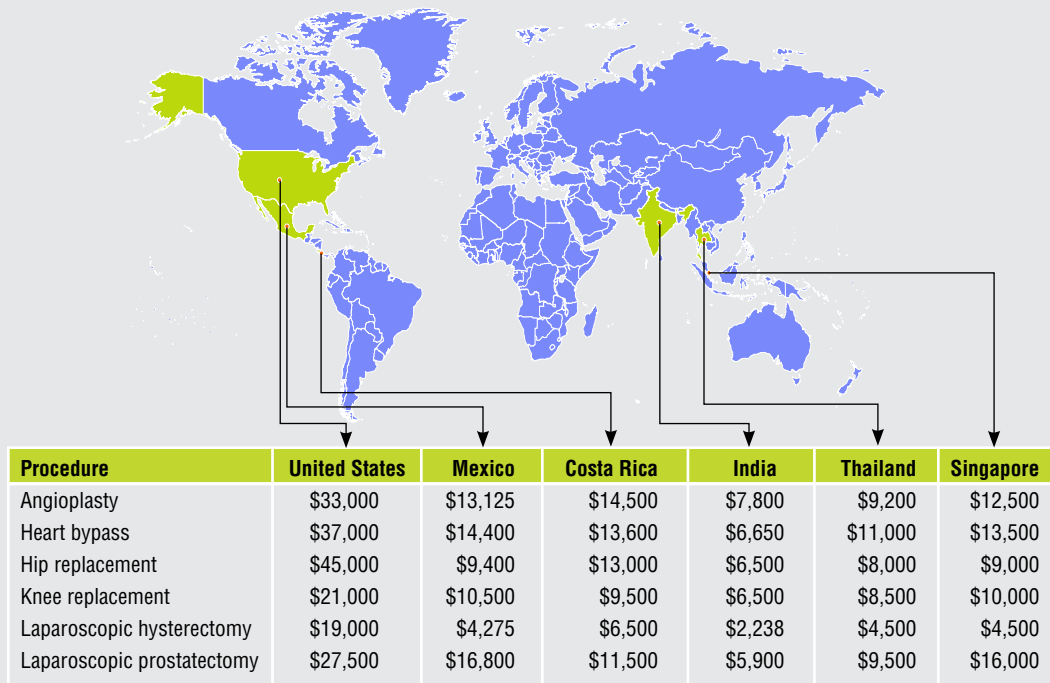 Procedure United States Mexico Costa Rica India Thailand Singapore
Angioplasty $33,000 $13,125 $14,500 $7,800 $9,200 $12,500
Heart bypass $37,000 $14,400 $13,600 $6,650 $11,000 $13,500
Hip replacement $45,000 $9,400 $13,000 $6,500 $8,000 $9,000
Knee replacement $21,000 $10,500 $9,500 $6,500 $8,500 $10,000
Laparoscopic hysterectomy $19,000 $4,275 $6,500 $2,238 $4,500 $4,500
Laparoscopic prostatectomy $27,500 $16,800 $11,500 $5,900 $9,500 $16,000